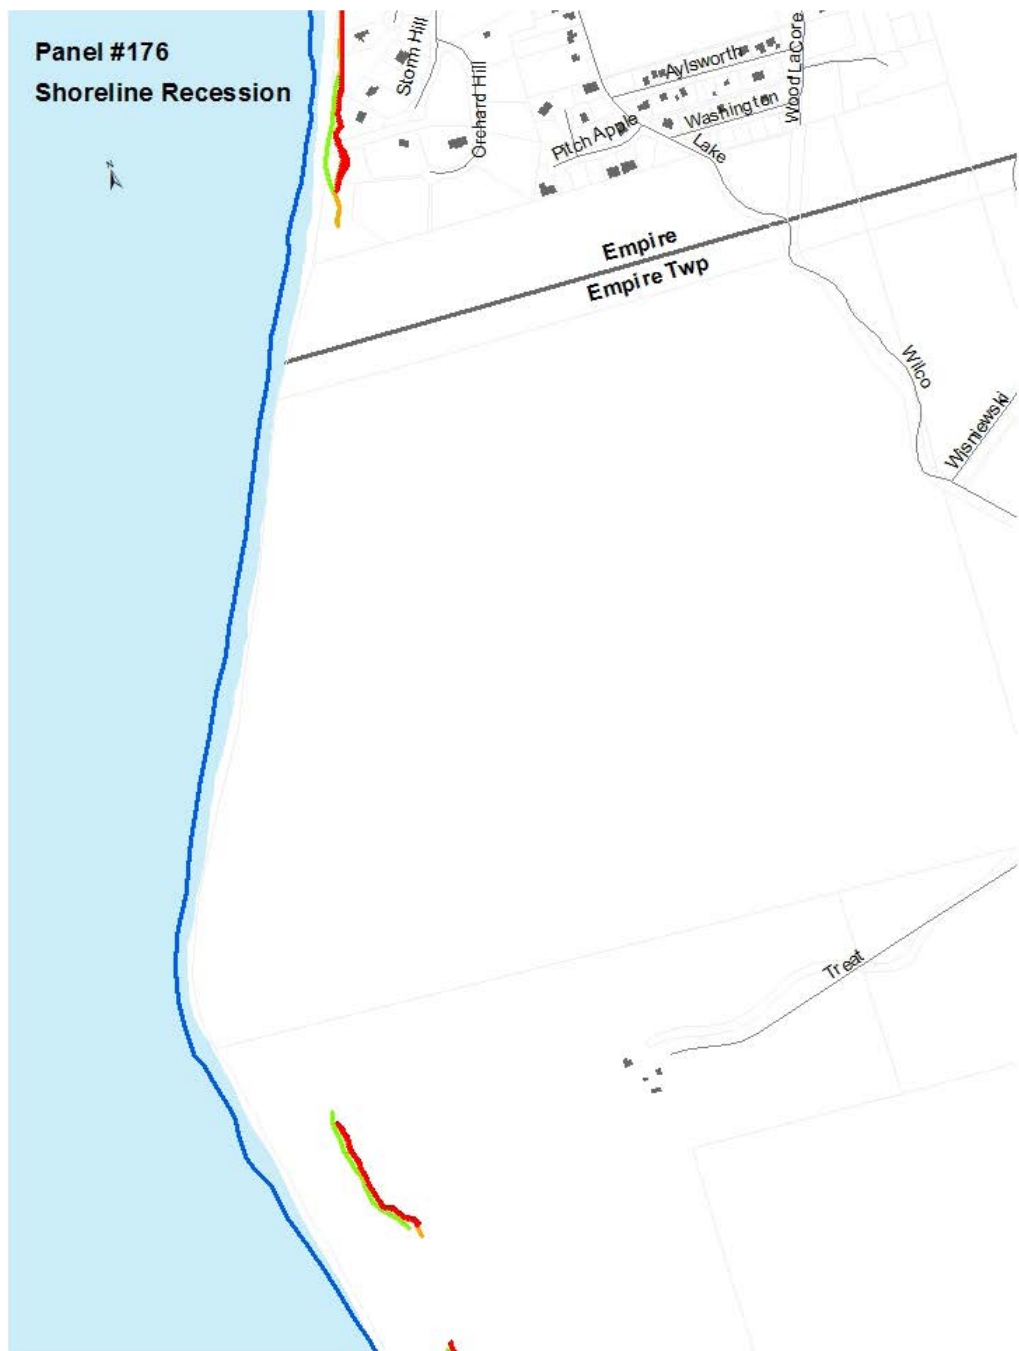 Panel #176
Shoreline Recession
N
Storm Hill
Orchard Hill
Aylsworth
Wood LaCore
Washington
Pitch Apple
Lake
Empire
Empire Twp
Wilco
Wisniewski
Treat